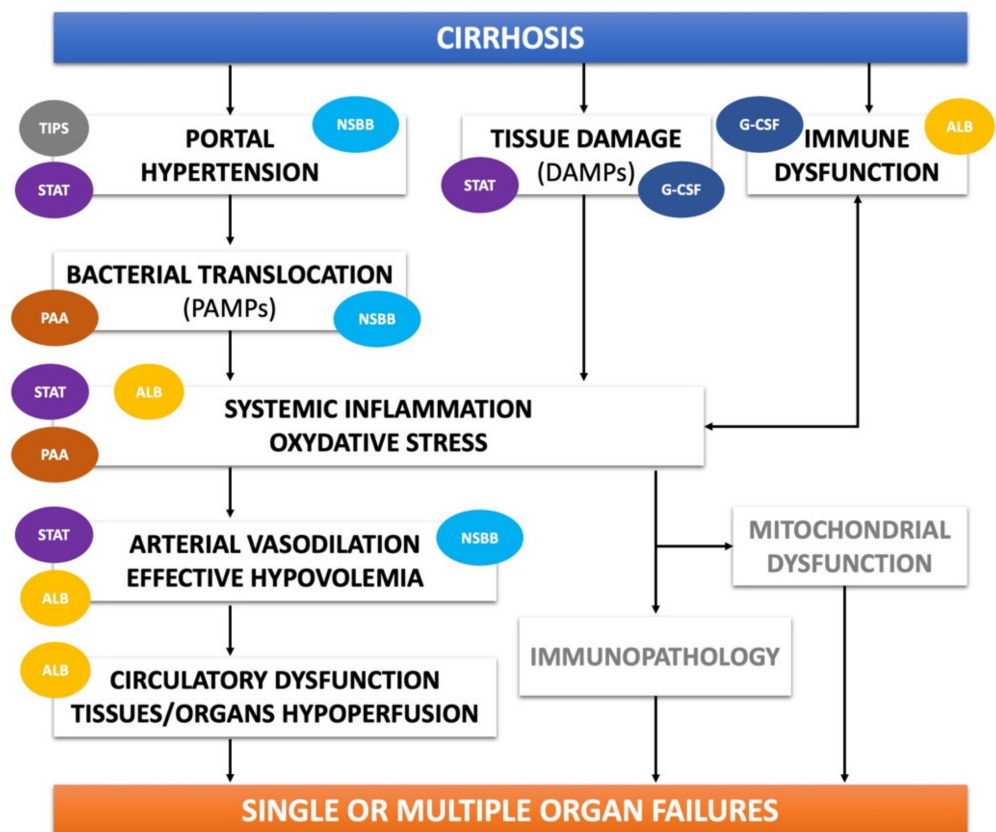 CIRRHOSIS
TIPS
NSBB
PORTAL
HYPERTENSION
STAT
TISSUE DAMAGE
(DAMPs)
STAT
G-CSF
G-CSF
ALB
IMMUNE
DYSFUNCTION
BACTERIAL TRANSLOCATION
(PAMPs)
PAA
NSBB
STAT
ALB
SYSTEMIC INFLAMMATION
OXYDATIVE STRESS
PAA
STAT
NSBB
ARTERIAL VASODILATION
EFFECTIVE HYPOVOLEMIA
ALB
MITOCHONDRIAL
DYSFUNCTION
IMMUNOPATHOLOGY
ALB
CIRCULATORY DYSFUNCTION
TISSUES/ORGANS HYPOPERFUSION
SINGLE OR MULTIPLE ORGAN FAILURES